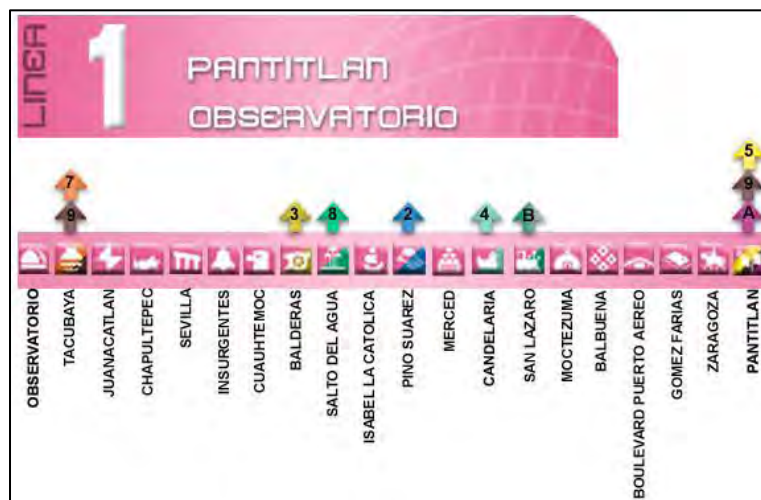 LINEA
1
PANTITLAN
OBSERVATORIO
5
7
9
9
3
8
2
4
B
A
OBSERVATORIO
TACUBAYA
JUANACATLAN
CHAPULTEPEC
SEVILLA
INSURGENTES
CUAUHTEMOC
BALDERAS
SALTO DEL AGUA
ISABEL LA CATOLICA
PINO SUAREZ
MERCED
CANDELARIA
SAN LAZARO
MOCTEZUMA
BALBUENA
BOULEVARD PUERTO AEREO
GOMEZ FARIAS
ZARAGOZA
PANTITLAN